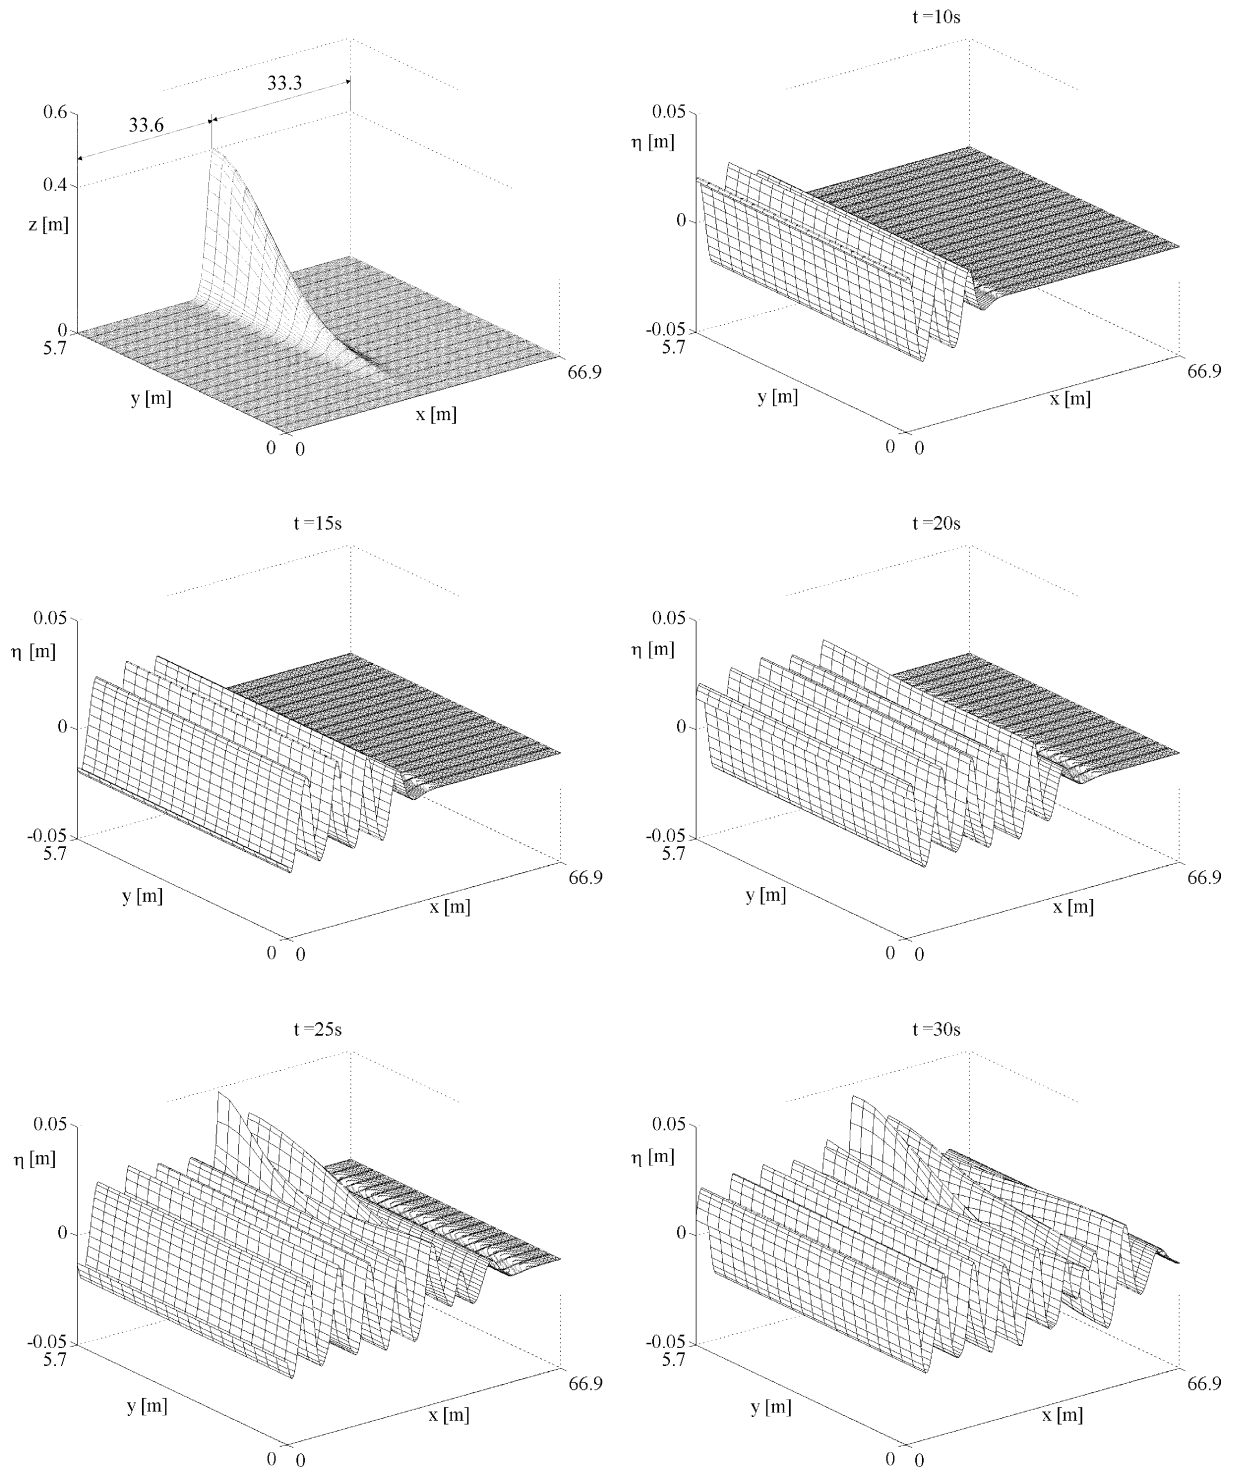 t =10s
33.3
33.6
0.6
0.4
z [m]
0
5.7
y [m]
x [m]
66.9
0 0
0.05
η [m]
0
-0.05
5.7
y [m]
x [m]
66.9
0 0
t =15s
0.05
η [m]
0
-0.05
5.7
y [m]
x [m]
66.9
0 0
t =20s
0.05
η [m]
0
-0.05
5.7
y [m]
x [m]
66.9
0 0
t =25s
0.05
η [m]
0
-0.05
5.7
y [m]
x [m]
66.9
0 0
t =30s
0.05
η [m]
0
-0.05
5.7
y [m]
x [m]
66.9
0 0